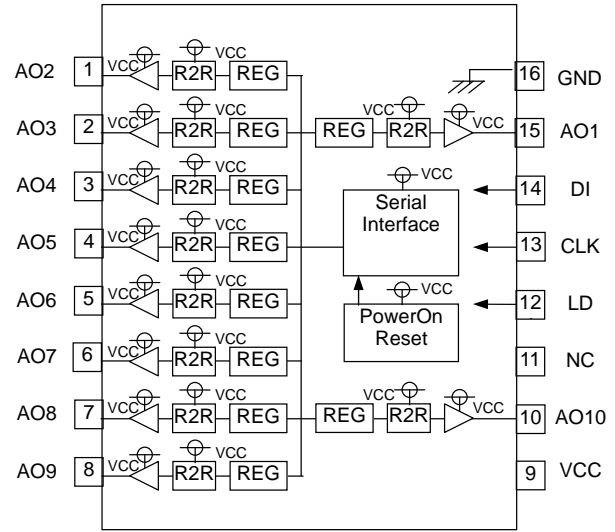 AO2 1 VCC R2R VCC REG 16 GND
AO3 2 VCC R2R VCC REG REG VCC R2R VCC 15 AO1
AO4 3 VCC R2R VCC REG VCC 14 DI
Serial
Interface
AO5 4 VCC R2R VCC REG 13 CLK
AO6 5 VCC R2R VCC REG VCC 12 LD
PowerOn
Reset
AO7 6 VCC R2R VCC REG 11 NC
AO8 7 VCC R2R VCC REG REG VCC R2R VCC 10 AO10
AO9 8 VCC R2R VCC REG 9 VCC